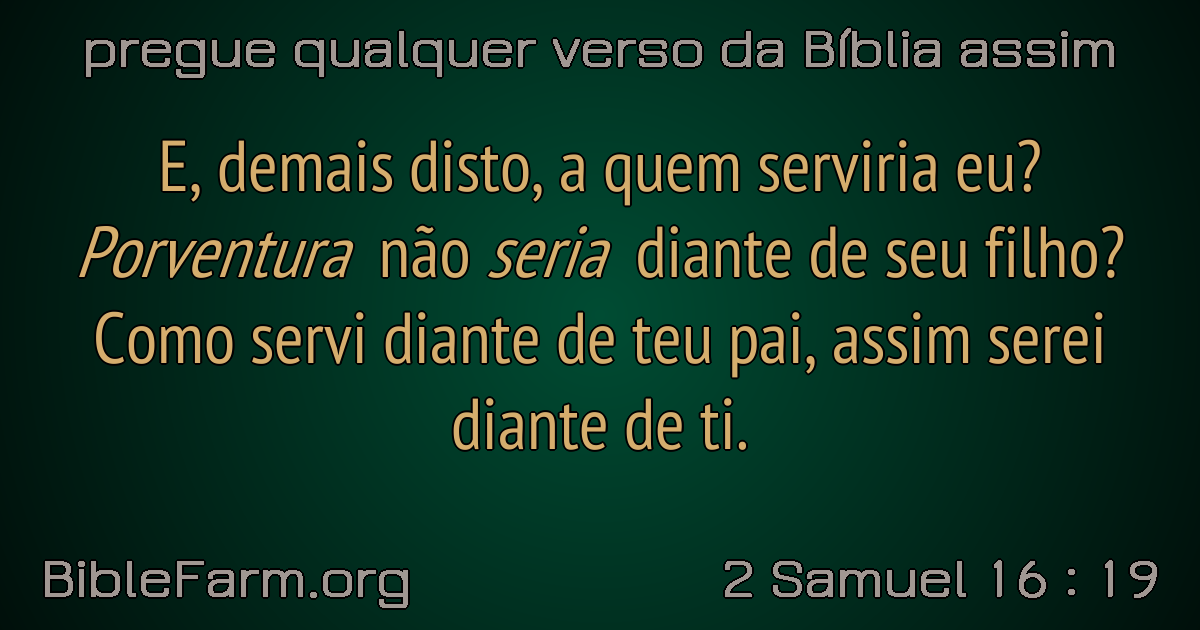 pregue qualquer verso da Bíblia assim
E, demais disto, a quem serviria eu?
Porventura não seria diante de seu filho?
Como servi diante de teu pai, assim serei
diante de ti.
BibleFarm.org
2 Samuel 16 : 19